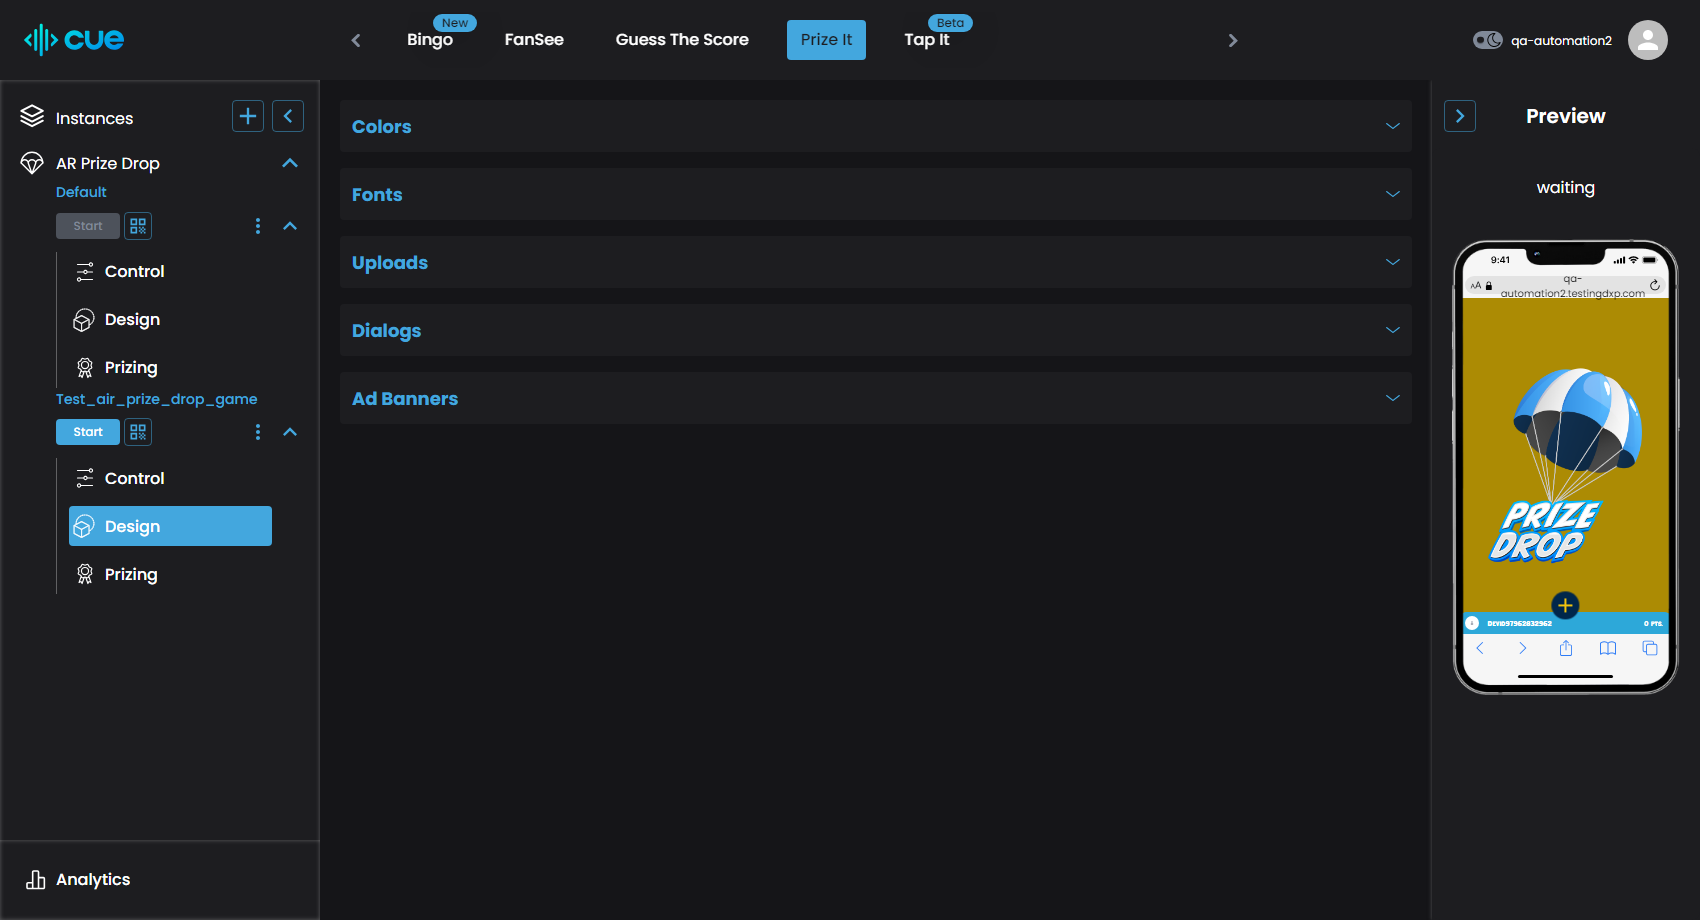 cue
New
Bingo
FanSee
Guess The Score
Prize It
Beta
Tap It
qa-automation2
Instances
AR Prize Drop
Default
Start
Control
Design
Prizing
Test_air_prize_drop_game
Start
Control
Design
Prizing
Analytics
Colors
Fonts
Uploads
Dialogs
Ad Banners
Preview
waiting
9:41
AA
qa-
automation2.testingdxp.com
PRIZE
DROP
DEVID97962832962
0 PTS.